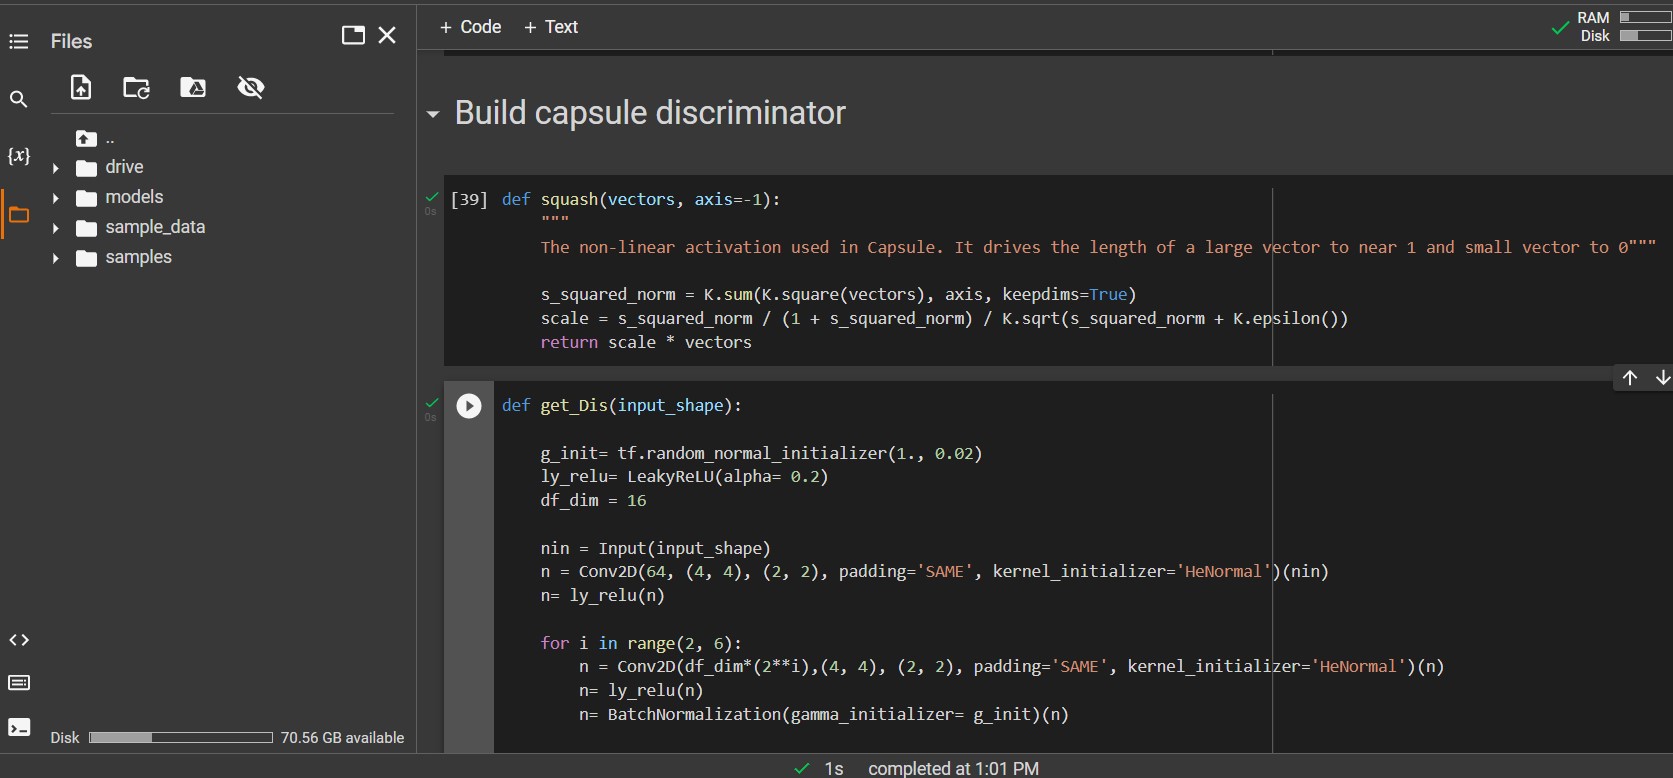 Files
+ Code + Text
RAM
Disk
..
drive
models
sample_data
samples
{x}
Build capsule discriminator
0s
[39] def squash(vectors, axis=-1):
"""
The non-linear activation used in Capsule. It drives the length of a large vector to near 1 and small vector to 0"""
s_squared_norm = K.sum(K.square(vectors), axis, keepdims=True)
scale = s_squared_norm / (1 + s_squared_norm) / K.sqrt(s_squared_norm + K.epsilon())
return scale * vectors
0s
def get_Dis(input_shape):
g_init= tf.random_normal_initializer(1., 0.02)
ly_relu= LeakyReLU(alpha= 0.2)
df_dim = 16
nin = Input(input_shape)
n = Conv2D(64, (4, 4), (2, 2), padding='SAME', kernel_initializer='HeNormal')(nin)
n= ly_relu(n)
for i in range(2, 6):
n = Conv2D(df_dim*(2**i),(4, 4), (2, 2), padding='SAME', kernel_initializer='HeNormal')(n)
n= ly_relu(n)
n= BatchNormalization(gamma_initializer= g_init)(n)
Disk 70.56 GB available
1s completed at 1:01 PM